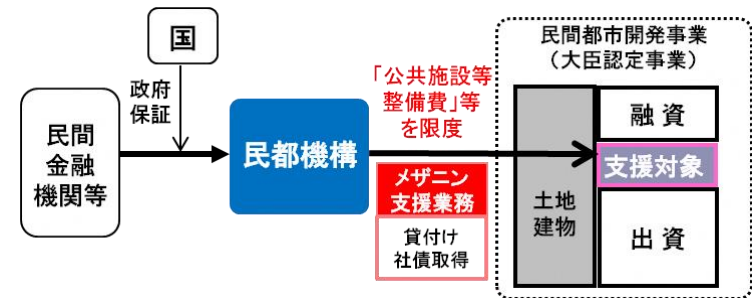 国
政府
保証
民間
金融
機関等
民都機構
「公共施設等
整備費」等
を限度
メザニン
支援業務
貸付け
社債取得
民間都市開発事業
（大臣認定事業）
土地
建物
融 資
支援対象
出 資